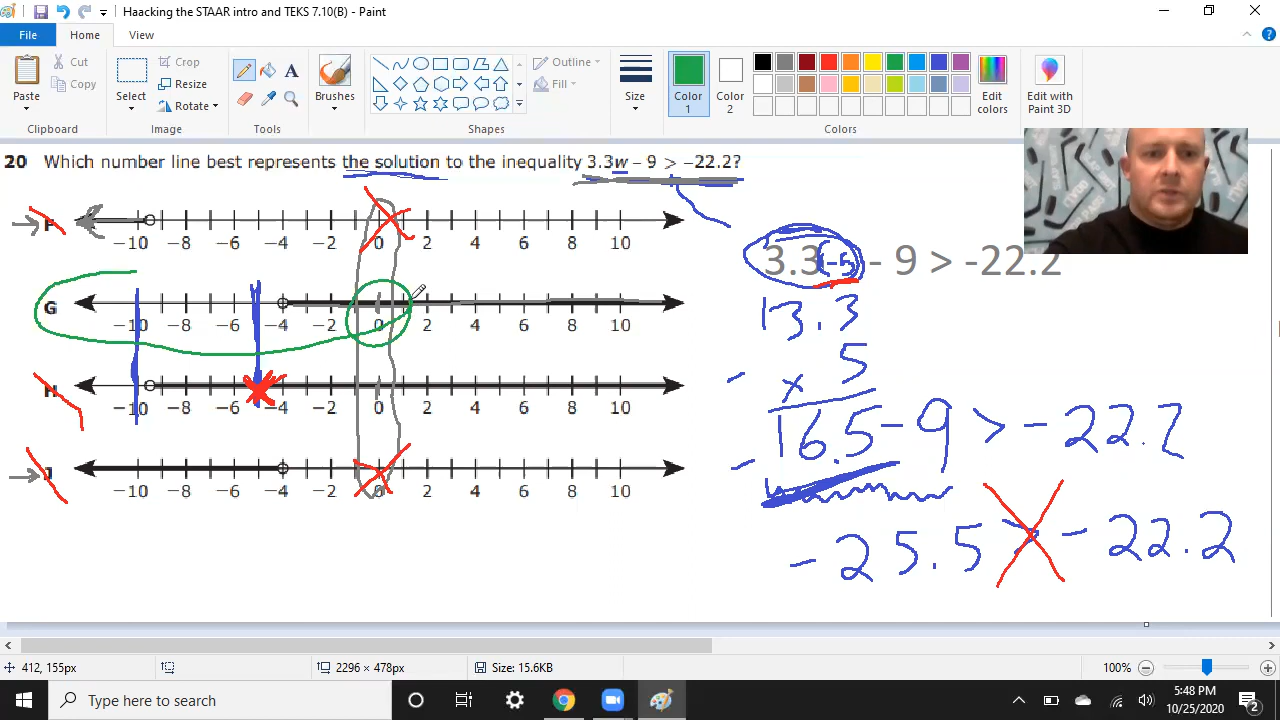 Haacking the STAAR intro and TEKS 7.10(B) - Paint
File Home View
Paste Cut Copy
Clipboard
Select Crop Resize Rotate
Image
A
Tools
Brushes
Outline Fill
Shapes
Size
Color 1
Color 2
Edit colors
Colors
Edit with Paint 3D
20 Which number line best represents the solution to the inequality 3.3w – 9 > –22.2?
F
−10 −8 −6 −4 −2 0 2 4 6 8 10
G
−10 −8 −6 −4 −2 0 2 4 6 8 10
H
−10 −8 −6 −4 −2 0 2 4 6 8 10
J
−10 −8 −6 −4 −2 0 2 4 6 8 10
3.3(-5) - 9 > -22.2
3.3
- x 5
- 16.5 - 9 > - 22.2
- 25.5 > - 22.2
412, 155px
2296 × 478px
Size: 15.6KB
100%
Type here to search
5:48 PM
10/25/2020
2